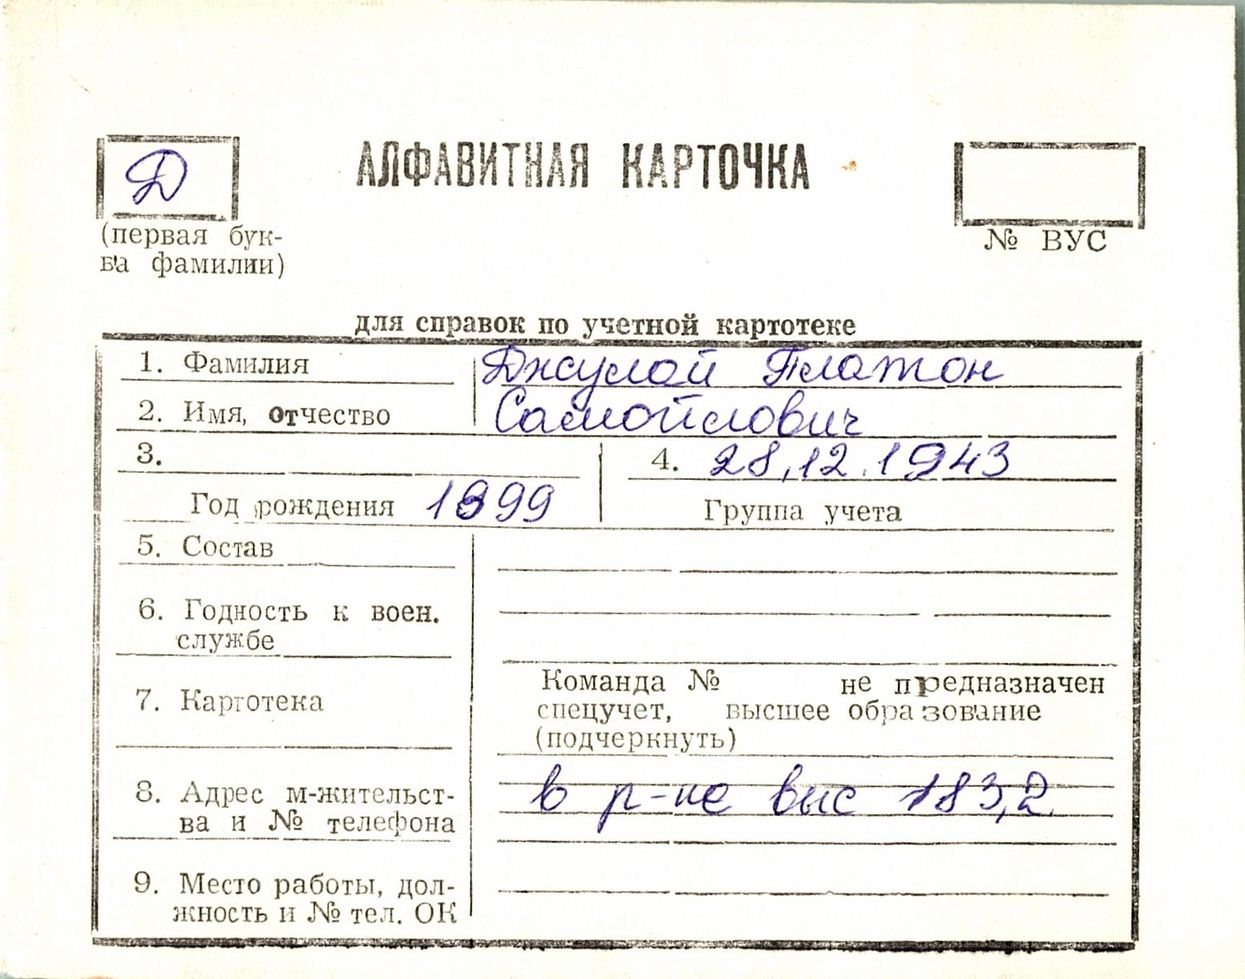 Д
АЛФАВИТНАЯ КАРТОЧКА
(первая бук-
ва фамилии)
№ ВУС
для справок по учетной картотеке
1. Фамилия Джулой Платон
2. Имя, отчество Самойлович
3.
4. 28.12.1943
Год рождения 1899
Группа учета
5. Состав
6. Годность к воен.
службе
7. Картотека
Команда № не предназначен
спецучет, высшее образование
(подчеркнуть)
8. Адрес м-жительст-
ва и № телефона
в р-не выс 183,2.
9. Место работы, дол-
жность и № тел. ОК